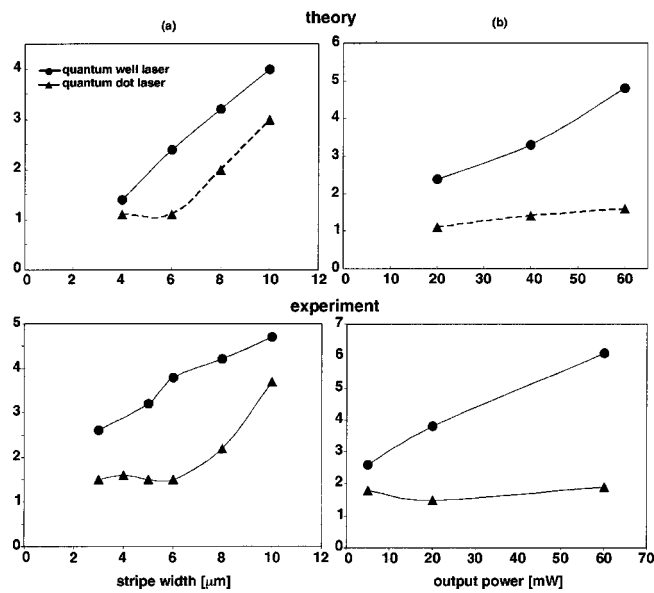 theory
(a)
(b)
quantum well laser
quantum dot laser
4
3
2
1
0
0 2 4 6 8 10 12
6
5
4
3
2
1
0
0 10 20 30 40 50 60
experiment
5
4
3
2
1
0
0 2 4 6 8 10 12
stripe width [μm]
7
6
5
4
3
2
1
0
0 10 20 30 40 50 60 70
output power [mW]